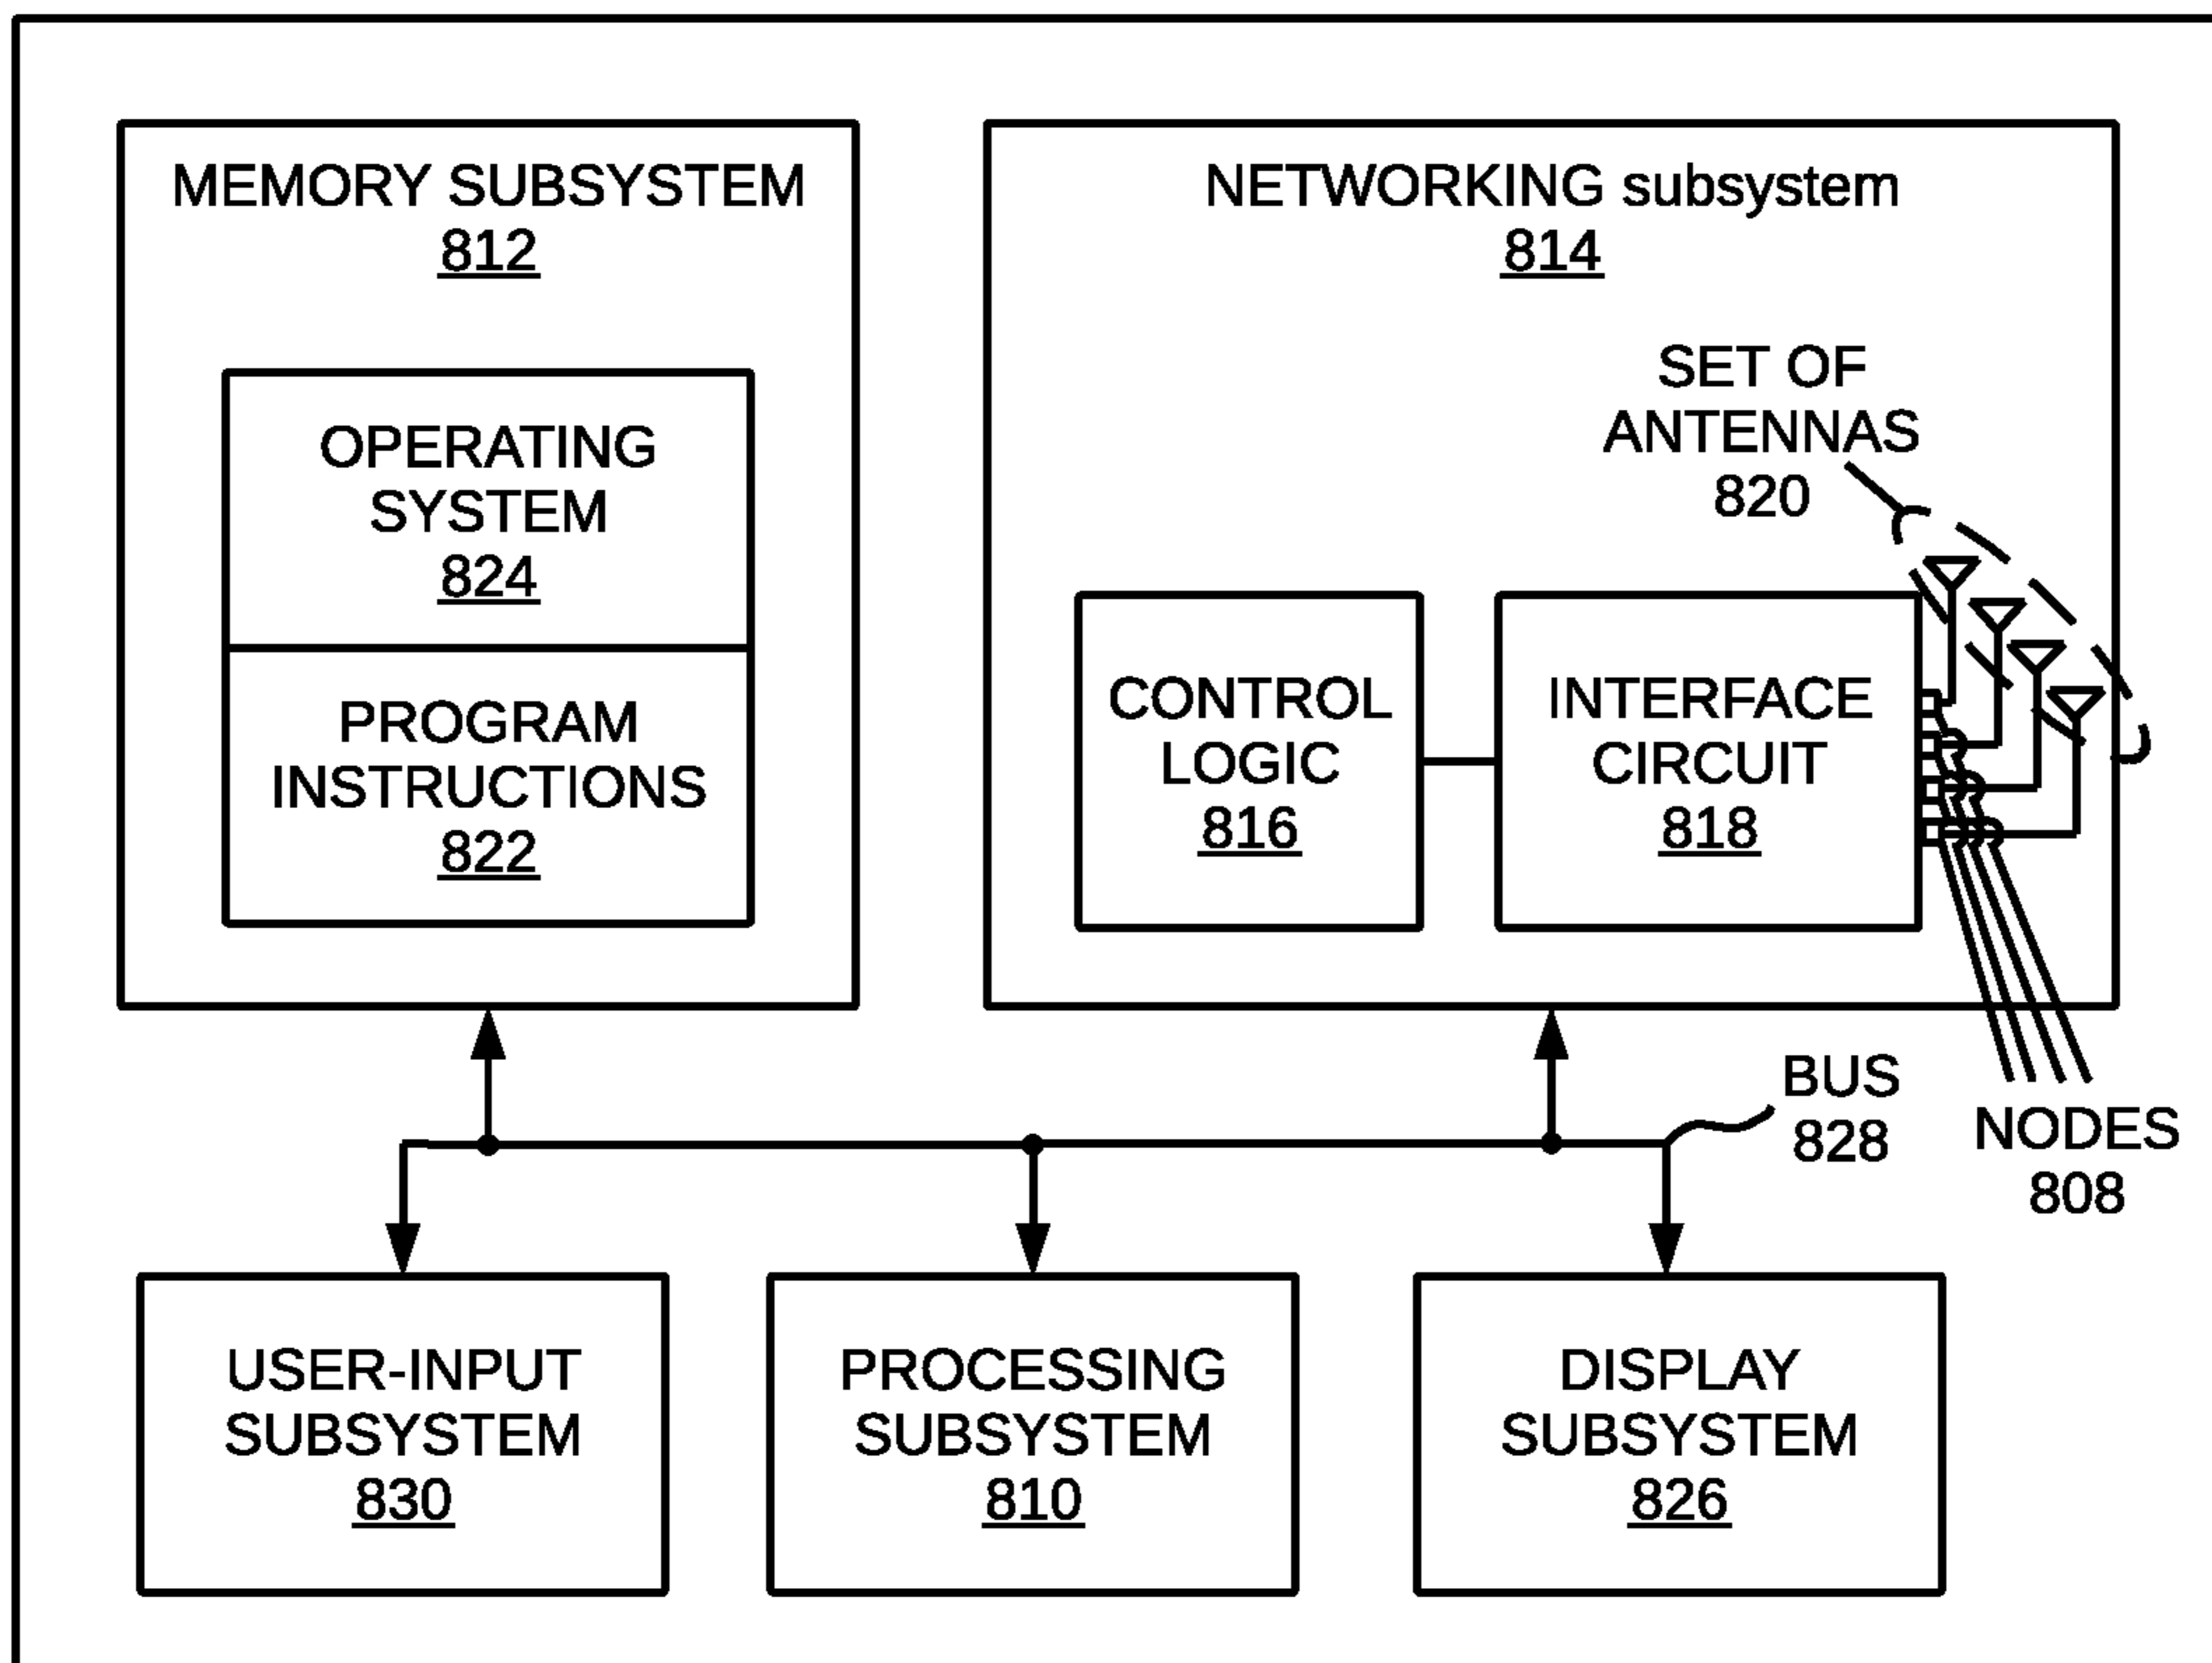 MEMORY SUBSYSTEM
812
OPERATING
SYSTEM
824
PROGRAM
INSTRUCTIONS
822
NETWORKING subsystem
814
SET OF
ANTENNAS
820
CONTROL
LOGIC
816
INTERFACE
CIRCUIT
818
BUS
828
NODES
808
USER-INPUT
SUBSYSTEM
830
PROCESSING
SUBSYSTEM
810
DISPLAY
SUBSYSTEM
826